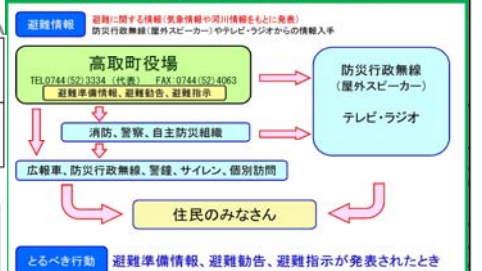 避難情報
避難に関する情報(気象情報や河川情報をもとに発表)
防災行政無線(屋外スピーカー)やテレビ・ラジオからの情報入手
高取町役場
TEL0744(52)3334 (代表) FAX:0744(52)4063
避難準備情報、避難勧告、避難指示
防災行政無線
(屋外スピーカー)
テレビ・ラジオ
消防、警察、自主防災組織
広報車、防災行政無線、警鐘、サイレン、個別訪問
住民のみなさん
とるべき行動
避難準備情報、避難勧告、避難指示が発表されたとき